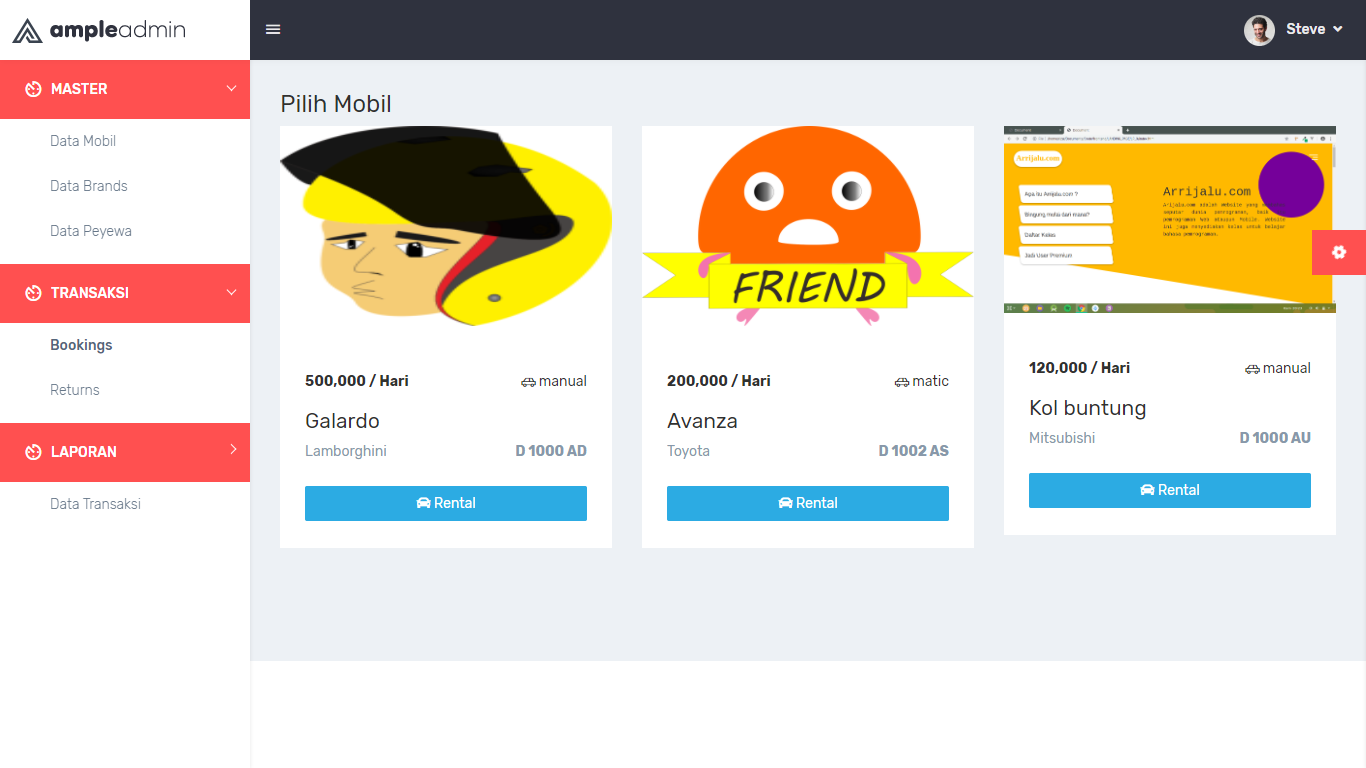 ampleadmin
Steve
MASTER
Data Mobil
Data Brands
Data Peyewa
TRANSAKSI
Bookings
Returns
LAPORAN
Data Transaksi
Pilih Mobil
500,000 / Hari
manual
Galardo
Lamborghini
D 1000 AD
Rental
FRIEND
200,000 / Hari
matic
Avanza
Toyota
D 1002 AS
Rental
Arrijalu.com
Apa itu Arrijalu.com ?
Bingung mulai dari mana?
Daftar Kelas
Jadi User Premium
Arrijalu.com
120,000 / Hari
manual
Kol buntung
Mitsubishi
D 1000 AU
Rental